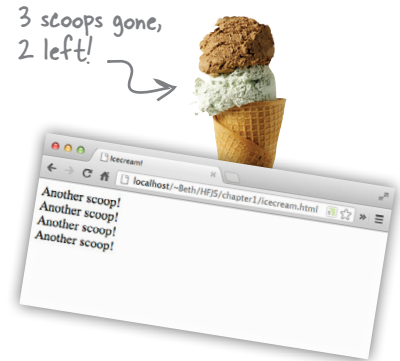 3 scoops gone,
2 left!
Icecream!
localhost/~Beth/HFJS/chapter1/icecream.html
Another scoop!
Another scoop!
Another scoop!
Another scoop!